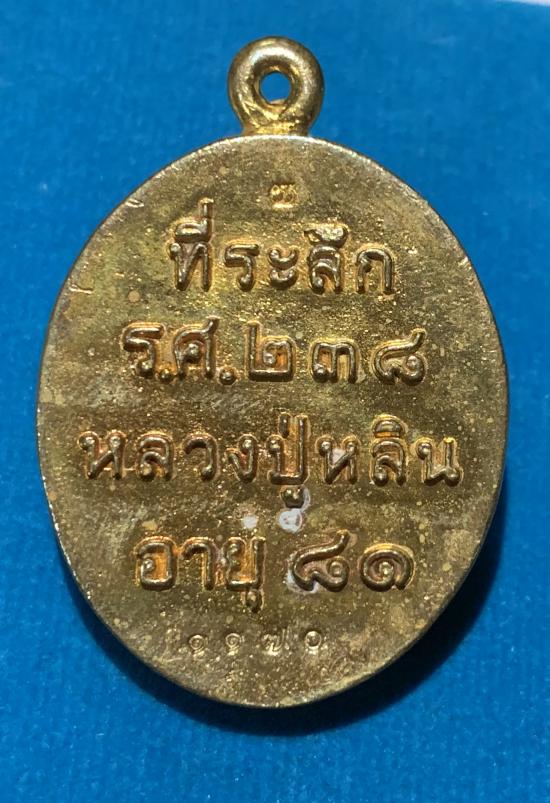 ที่ระลึก
ร.ศ.๒๓๘
หลวงปู่หลิน
อายุ ๘๑
๑๑๗๐